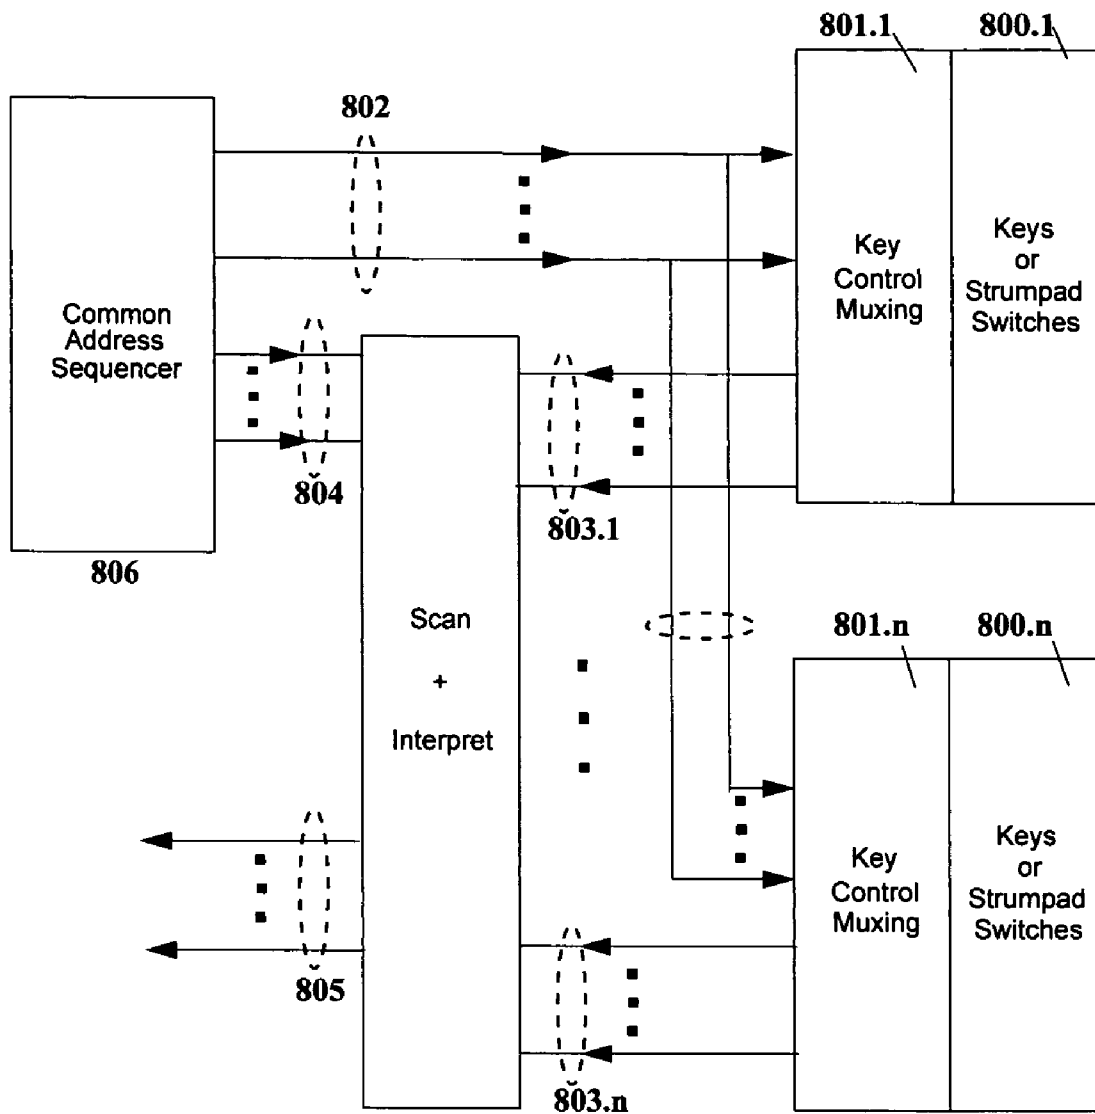 801.1 800.1
802
Common
Address
Sequencer
Key
Control
Muxing
Keys
or
Strumpad
Switches
804
803.1
806
Scan
+
Interpret
801.n 800.n
Key
Control
Muxing
Keys
or
Strumpad
Switches
805
803.n